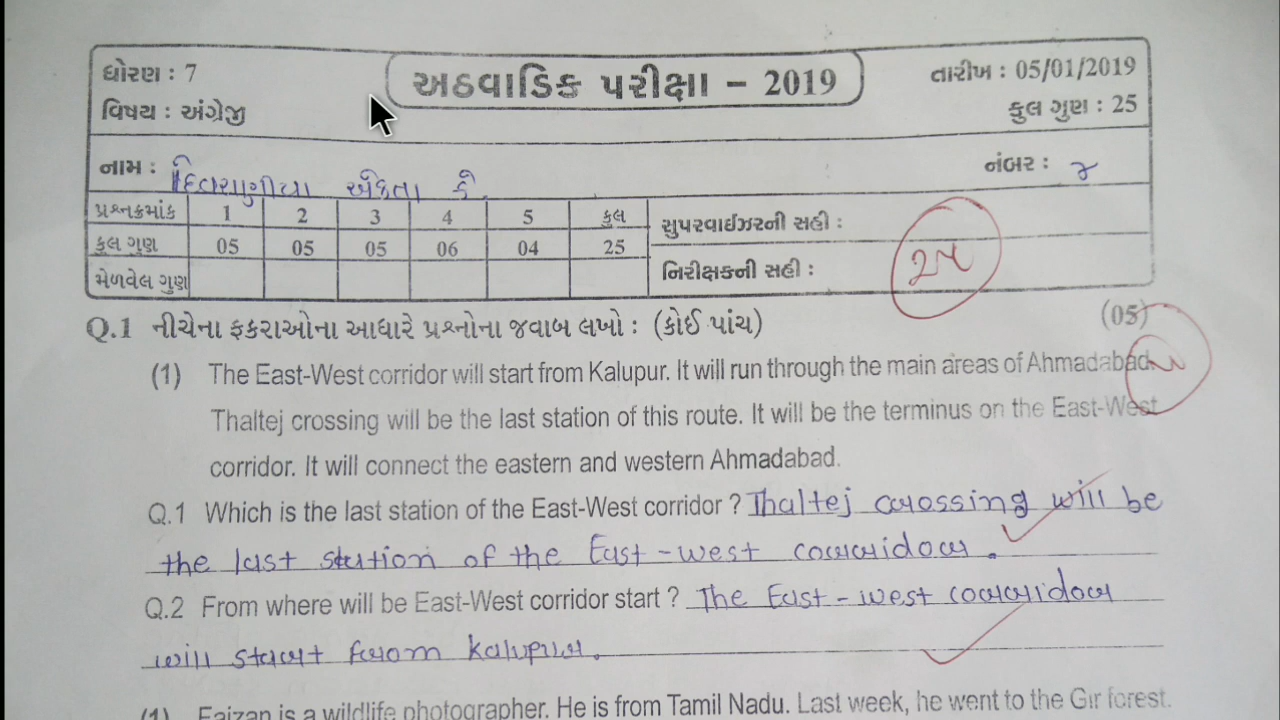 ધોરણ : 7
અઠવાડિક પરીક્ષા – 2019
તારીખ : 05/01/2019
વિષય : અંગ્રેજી
કુલ ગુણ : 25
નામ :
નંબર :
પ્રશ્નક્રમાંક 1 2 3 4 5 કુલ
સુપરવાઈઝરની સહી :
કુલ ગુણ 05 05 05 06 04 25
મેળવેલ ગુણ
નિરીક્ષકની સહી :
Q.1 નીચેના ફકરાઓના આધારે પ્રશ્નોના જવાબ લખો : (કોઈ પાંચ) (05)
(1) The East-West corridor will start from Kalupur. It will run through the main areas of Ahmadabad.
Thaltej crossing will be the last station of this route. It will be the terminus on the East-West
corridor. It will connect the eastern and western Ahmadabad.
Q.1 Which is the last station of the East-West corridor ? Thaltej crossing will be
the last station of the East-west corridor.
Q.2 From where will be East-West corridor start ? The East-west corridor
will start from kalupur.
(1) Faizan is a wildlife photographer. He is from Tamil Nadu. Last week, he went to the Gir forest.